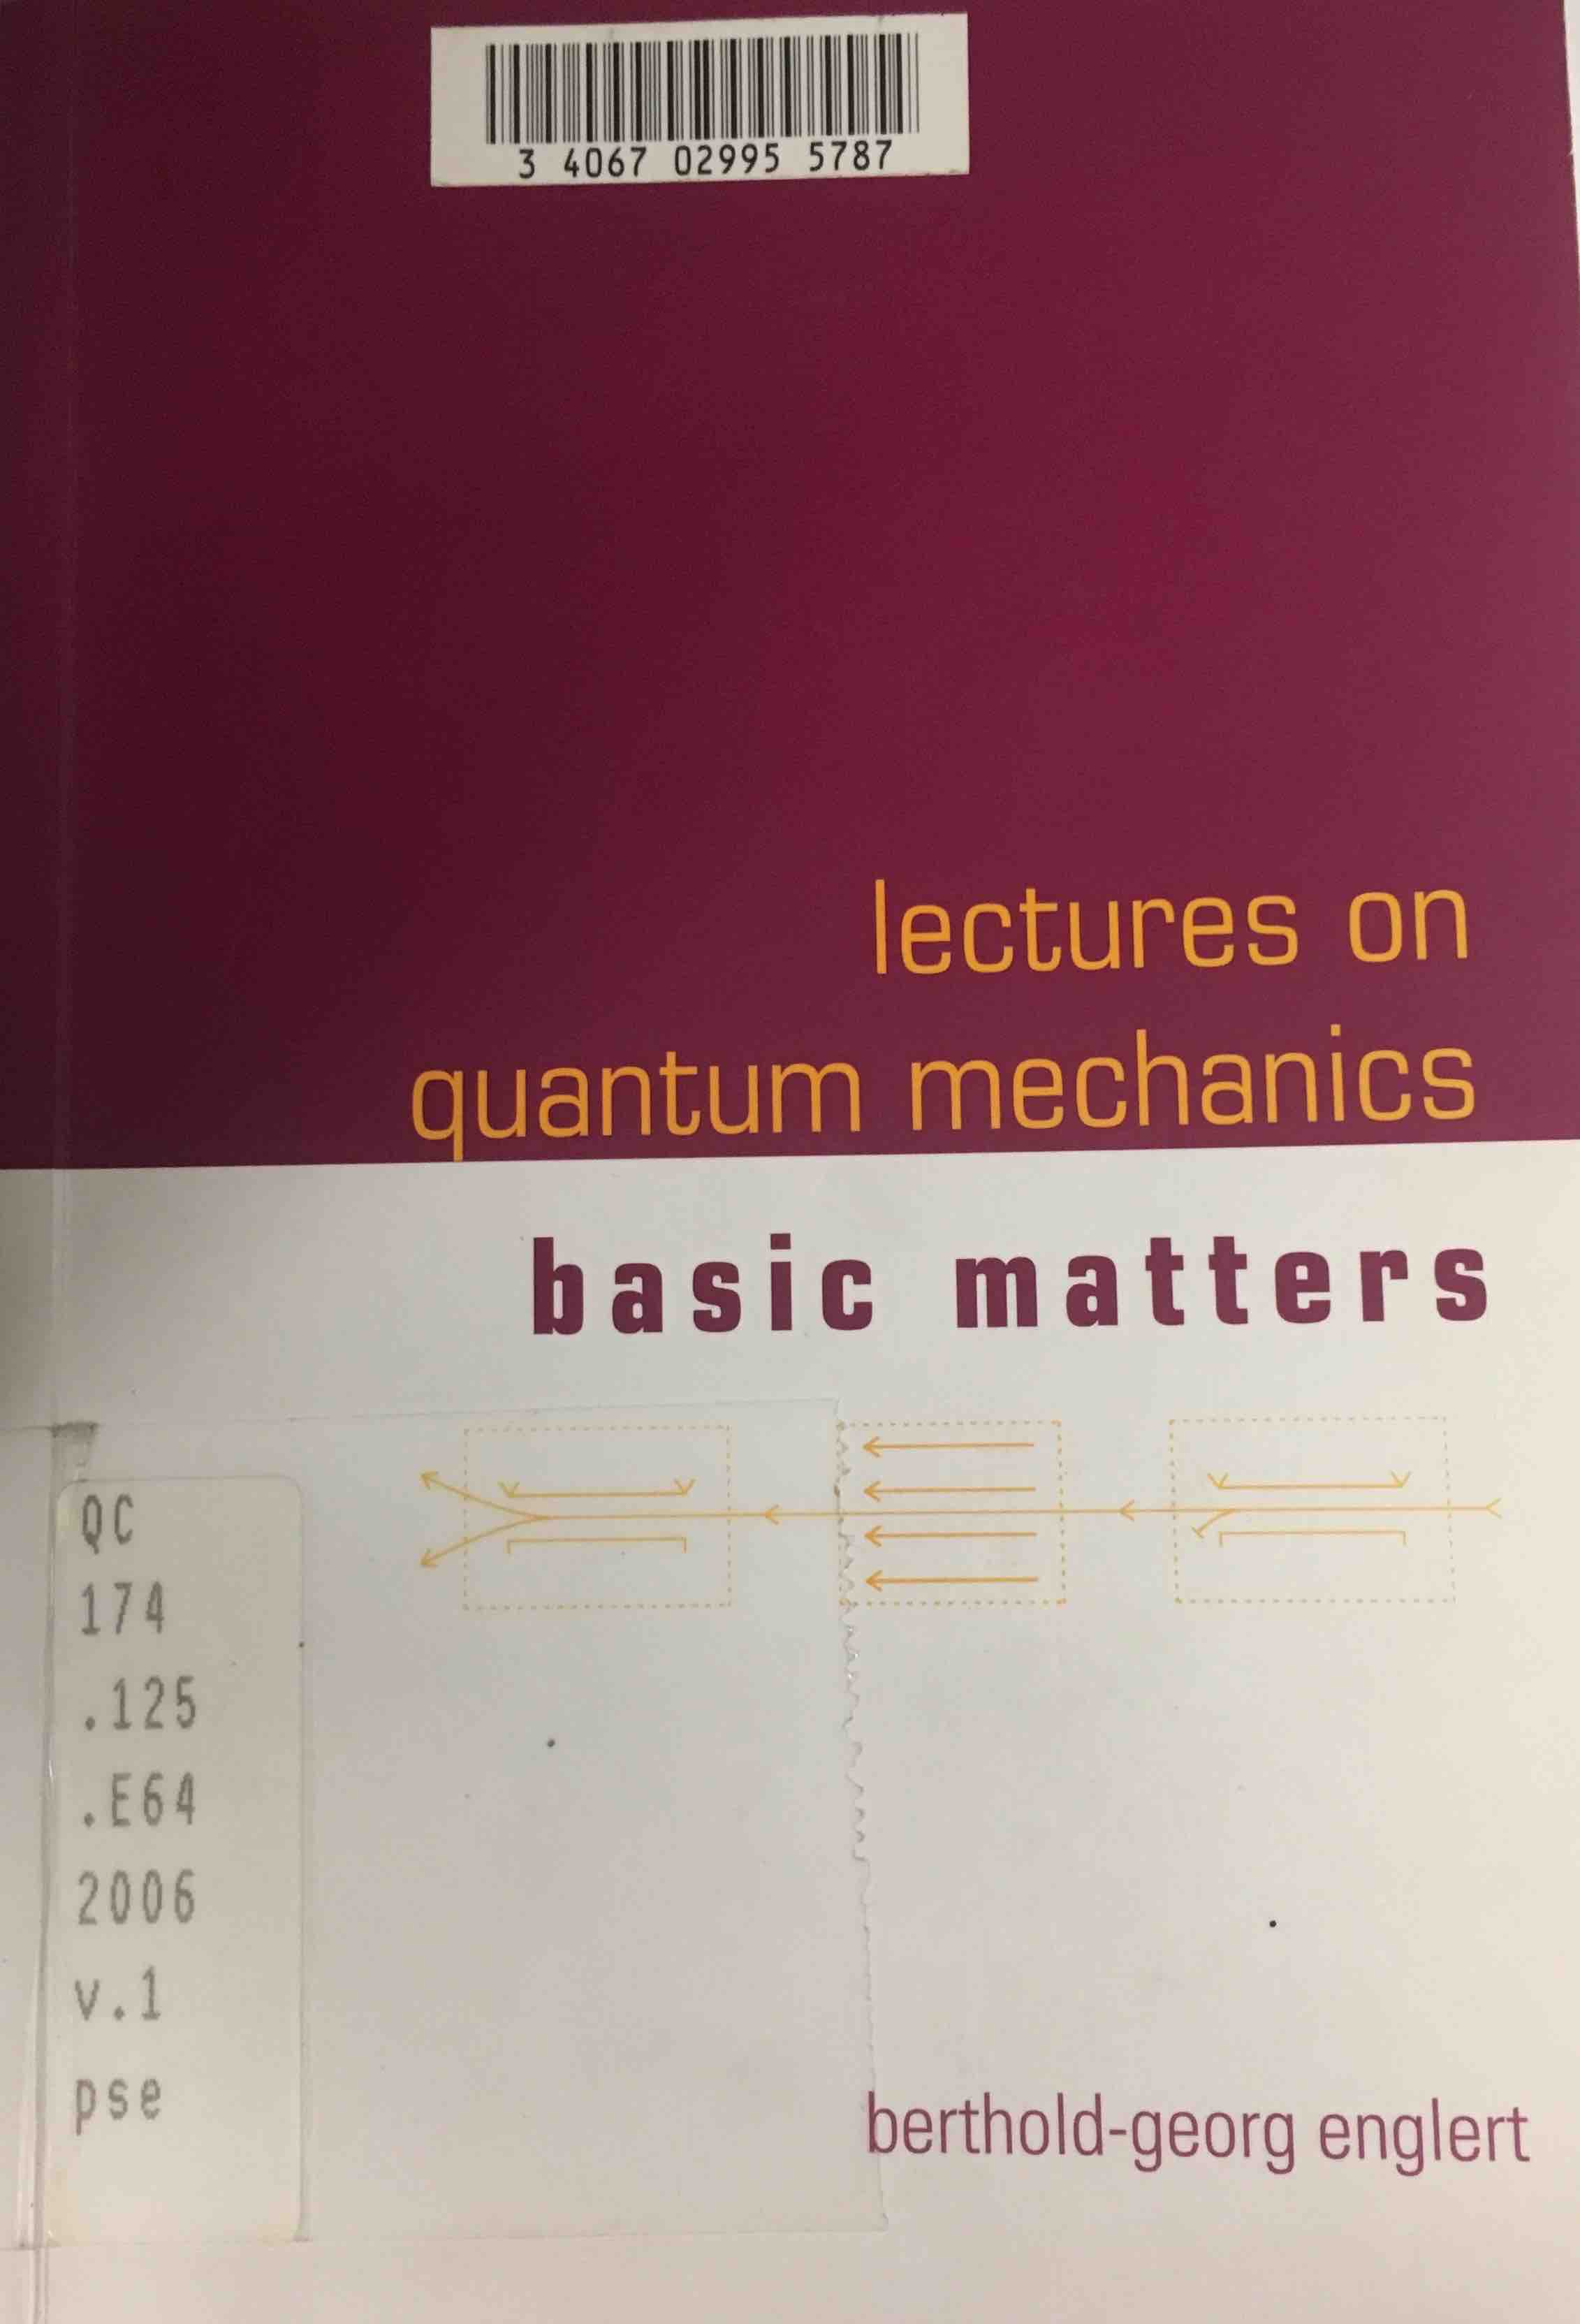 3 4067 02995 5787
lectures on
quantum mechanics
basic matters
QC
174
.125
.E64
2006
v.1
pse
berthold-georg englert